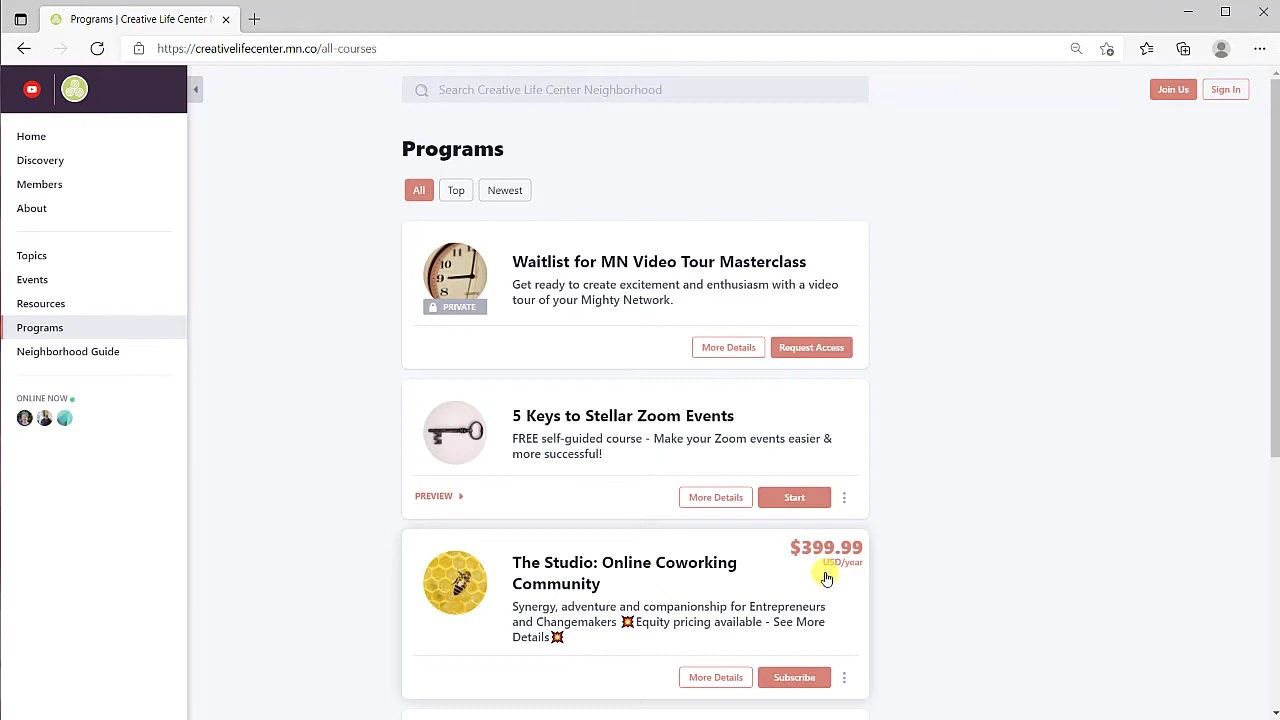 Programs | Creative Life Center N
https://creativelifecenter.mn.co/all-courses
Search Creative Life Center Neighborhood
Join Us
Sign In
Home
Discovery
Members
About
Topics
Events
Resources
Programs
Neighborhood Guide
ONLINE NOW
Programs
All
Top
Newest
PRIVATE
Waitlist for MN Video Tour Masterclass
Get ready to create excitement and enthusiasm with a video
tour of your Mighty Network.
More Details
Request Access
5 Keys to Stellar Zoom Events
FREE self-guided course - Make your Zoom events easier &
more successful!
PREVIEW
More Details
Start
$399.99
USD/year
The Studio: Online Coworking
Community
Synergy, adventure and companionship for Entrepreneurs
and Changemakers 💥Equity pricing available - See More
Details💥
More Details
Subscribe